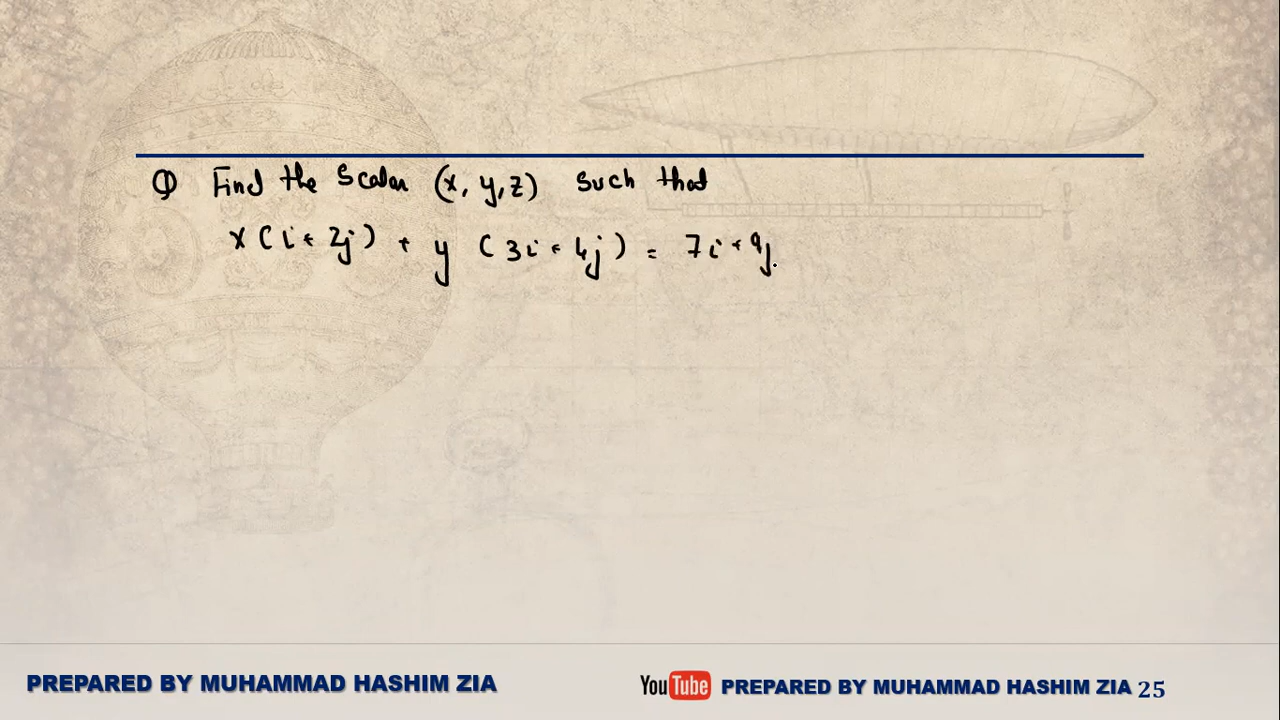 Q Find the Scalar (x, y, z) such that
x(i + 2j) + y (3i + 4j) = 7i + 9j.
PREPARED BY MUHAMMAD HASHIM ZIA
YouTube PREPARED BY MUHAMMAD HASHIM ZIA 25